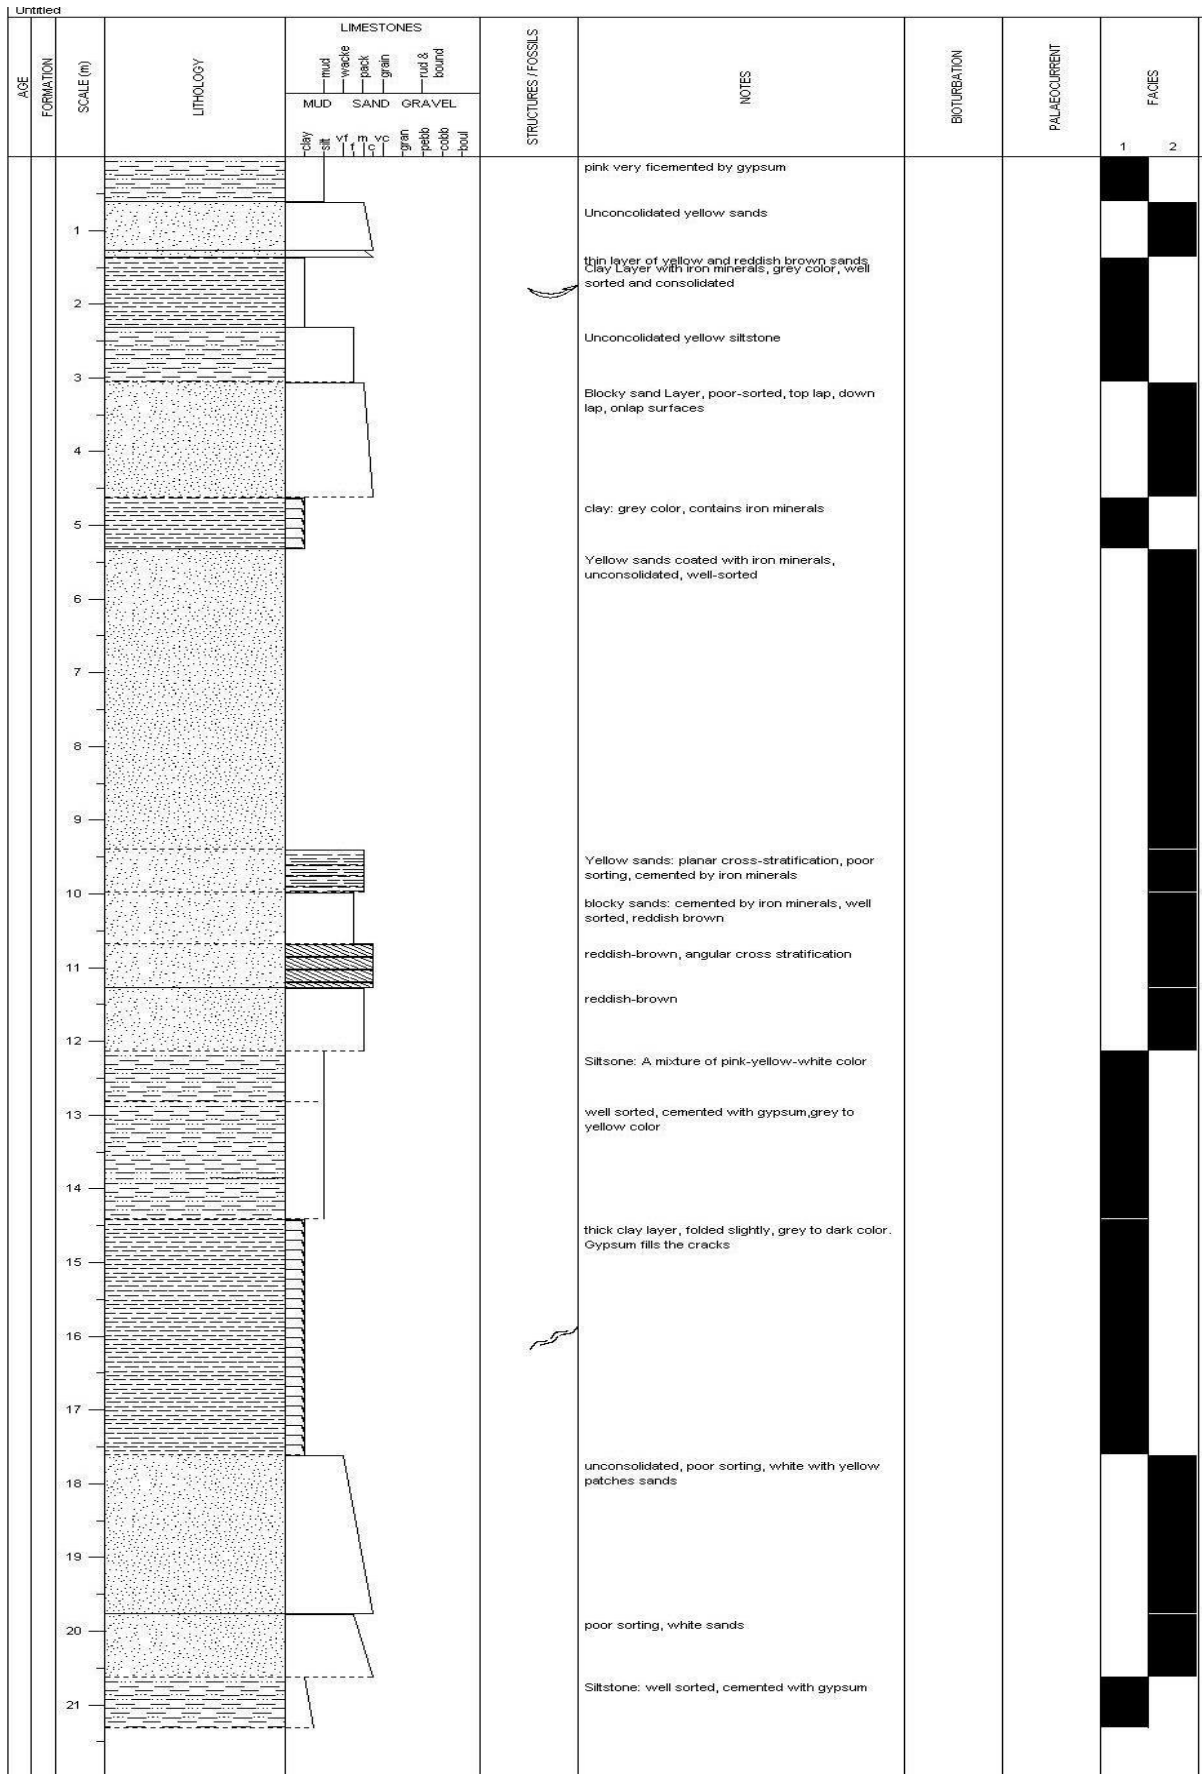 Untitled
AGE
FORMATION
SCALE (m)
LITHOLOGY
LIMESTONES
mud
wacke
pack
grain
rud &
bound
MUD SAND GRAVEL
clay
silt
vf
f
m
c
vc
gran
pebb
cobb
boul
STRUCTURES / FOSSILS
NOTES
BIOTURBATION
PALAEOCURRENT
FACIES
1 2
pink very ficemented by gypsum
Unconcolidated yellow sands
1
thin layer of yellow and reddish brown sands
Clay Layer with iron minerals, grey color, well
sorted and consolidated
2
Unconsolidated yellow siltstone
3
Blocky sand Layer, poor-sorted, top lap, down
lap, onlap surfaces
4
clay: grey color, contains iron minerals
5
Yellow sands coated with iron minerals,
unconsolidated, well-sorted
6
7
8
9
Yellow sands: planar cross-stratification, poor
sorting, cemented by iron minerals
10
blocky sands: cemented by iron minerals, well
sorted, reddish brown
reddish-brown, angular cross stratification
11
reddish-brown
12
Siltsone: A mixture of pink-yellow-white color
13
well sorted, cemented with gypsum,grey to
yellow color
14
thick clay layer, folded slightly, grey to dark color.
Gypsum fills the cracks
15
16
17
unconsolidated, poor sorting, white with yellow
patches sands
18
19
20
poor sorting, white sands
Siltstone: well sorted, cemented with gypsum
21